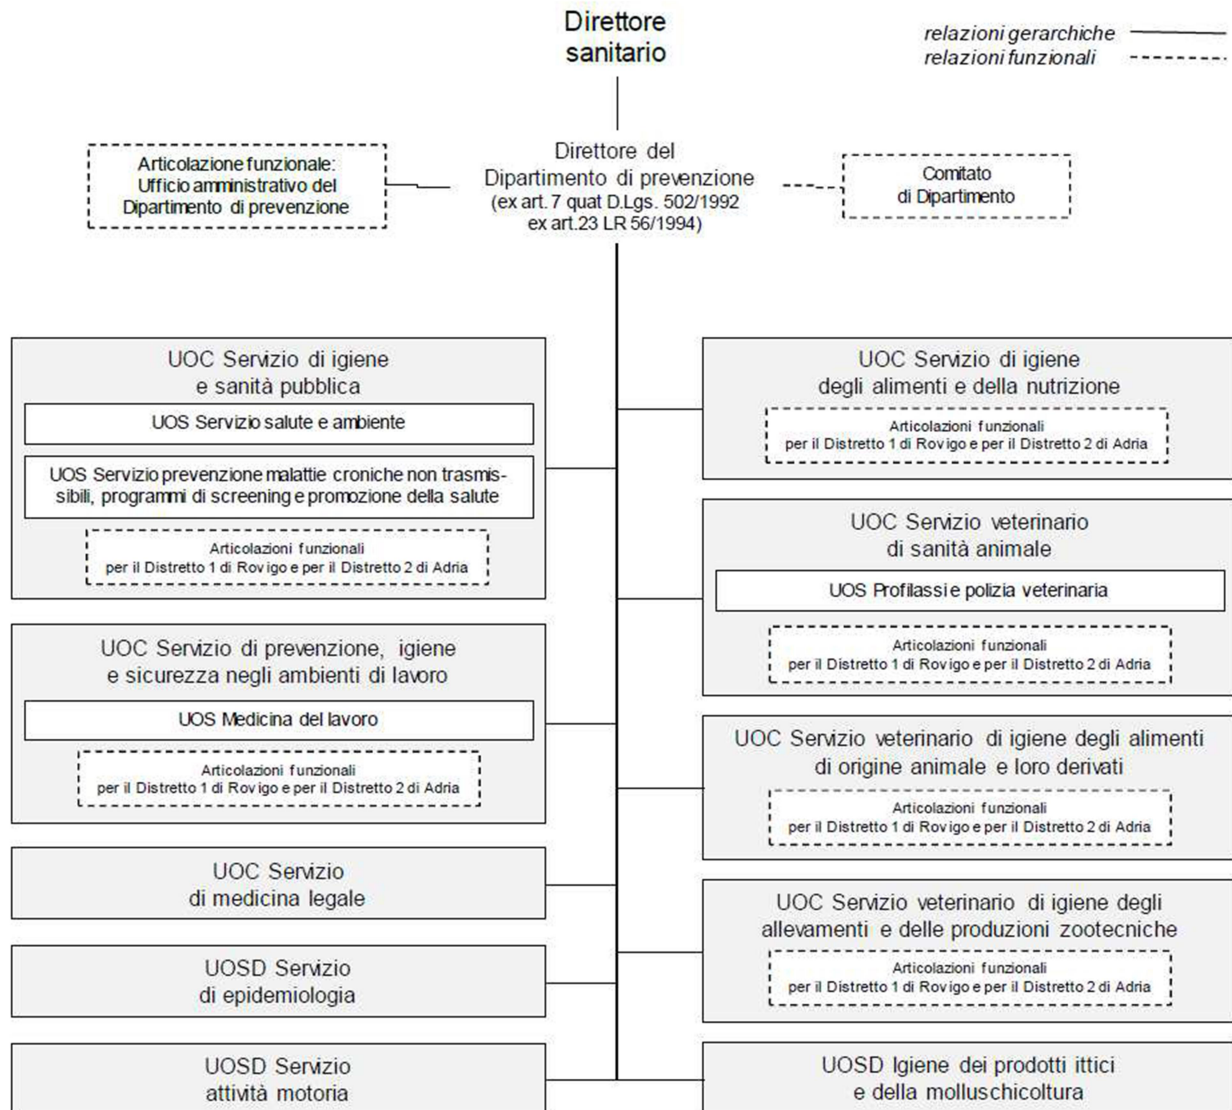 Direttore
sanitario
relazioni gerarchiche
relazioni funzionali
Articolazione funzionale:
Ufficio amministrativo del
Dipartimento di prevenzione
Direttore del
Dipartimento di prevenzione
(ex art. 7 quat D.Lgs. 502/1992
ex art.23 LR 56/1994)
Comitato
di Dipartimento
UOC Servizio di igiene
e sanità pubblica
UOS Servizio salute e ambiente
UOS Servizio prevenzione malattie croniche non trasmis-
sibili, programmi di screening e promozione della salute
Articolazioni funzionali
per il Distretto 1 di Rovigo e per il Distretto 2 di Adria
UOC Servizio di prevenzione, igiene
e sicurezza negli ambienti di lavoro
UOS Medicina del lavoro
Articolazioni funzionali
per il Distretto 1 di Rovigo e per il Distretto 2 di Adria
UOC Servizio
di medicina legale
UOSD Servizio
di epidemiologia
UOSD Servizio
attività motoria
UOC Servizio di igiene
degli alimenti e della nutrizione
Articolazioni funzionali
per il Distretto 1 di Rovigo e per il Distretto 2 di Adria
UOC Servizio veterinario
di sanità animale
UOS Profilassi e polizia veterinaria
Articolazioni funzionali
per il Distretto 1 di Rovigo e per il Distretto 2 di Adria
UOC Servizio veterinario di igiene degli alimenti
di origine animale e loro derivati
Articolazioni funzionali
per il Distretto 1 di Rovigo e per il Distretto 2 di Adria
UOC Servizio veterinario di igiene degli
allevamenti e delle produzioni zootecniche
Articolazioni funzionali
per il Distretto 1 di Rovigo e per il Distretto 2 di Adria
UOSD Igiene dei prodotti ittici
e della molluschicoltura